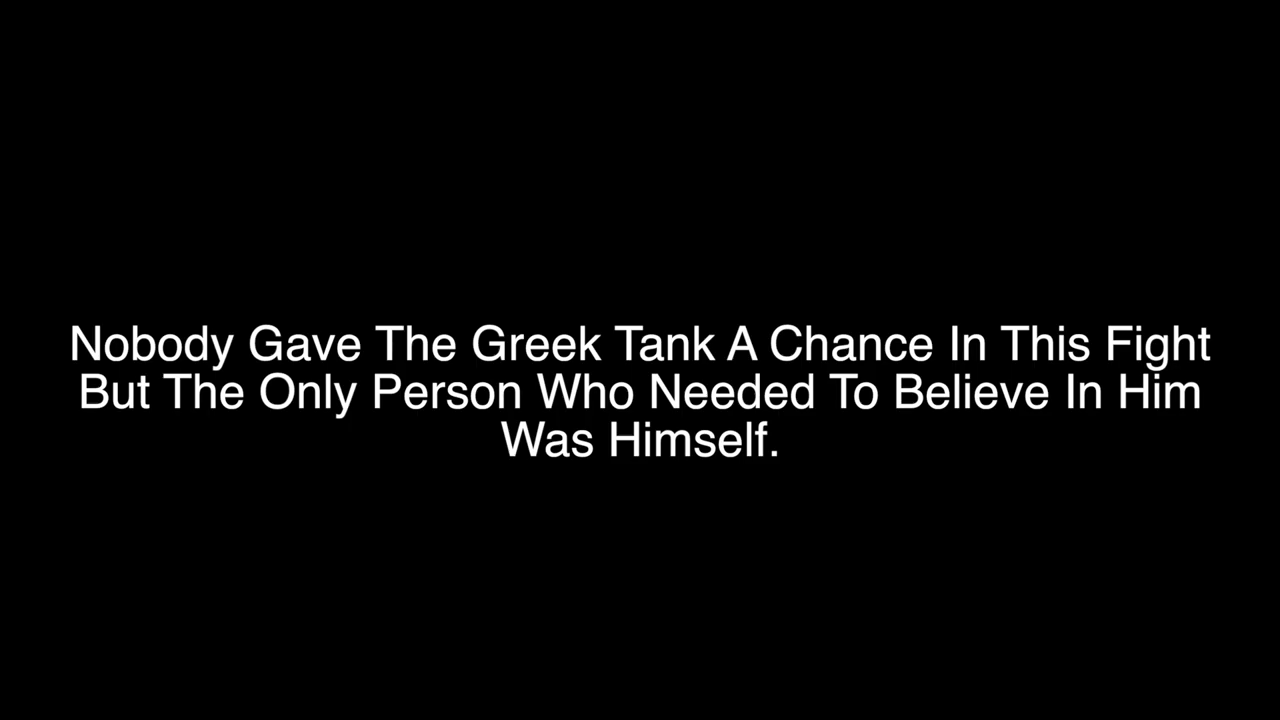 Nobody Gave The Greek Tank A Chance In This Fight
But The Only Person Who Needed To Believe In Him
Was Himself.